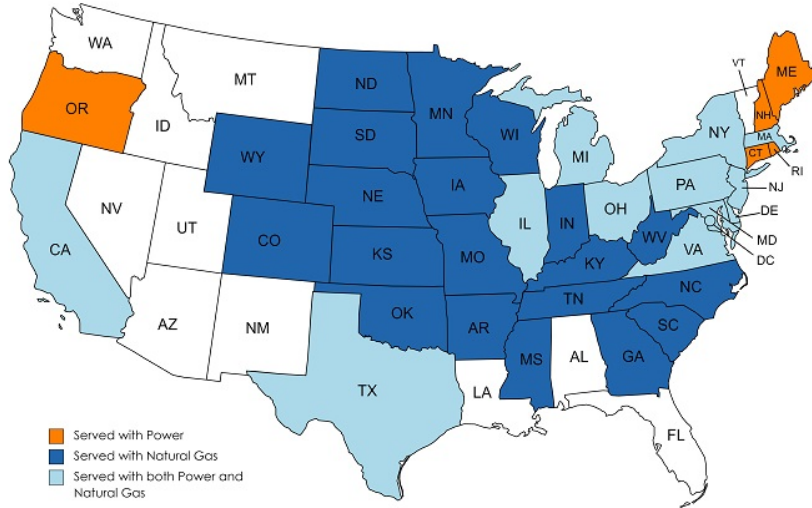 WA
MT
ND
MN
VT
ME
OR
ID
SD
WI
NH
NY
MA
WY
MI
CT
RI
IA
PA
NJ
NE
NV
OH
IL
IN
DE
UT
CO
WV
MD
CA
KS
MO
VA
DC
KY
NC
TN
AZ
NM
OK
AR
SC
MS
AL
GA
TX
LA
FL
Served with Power
Served with Natural Gas
Served with both Power and
Natural Gas